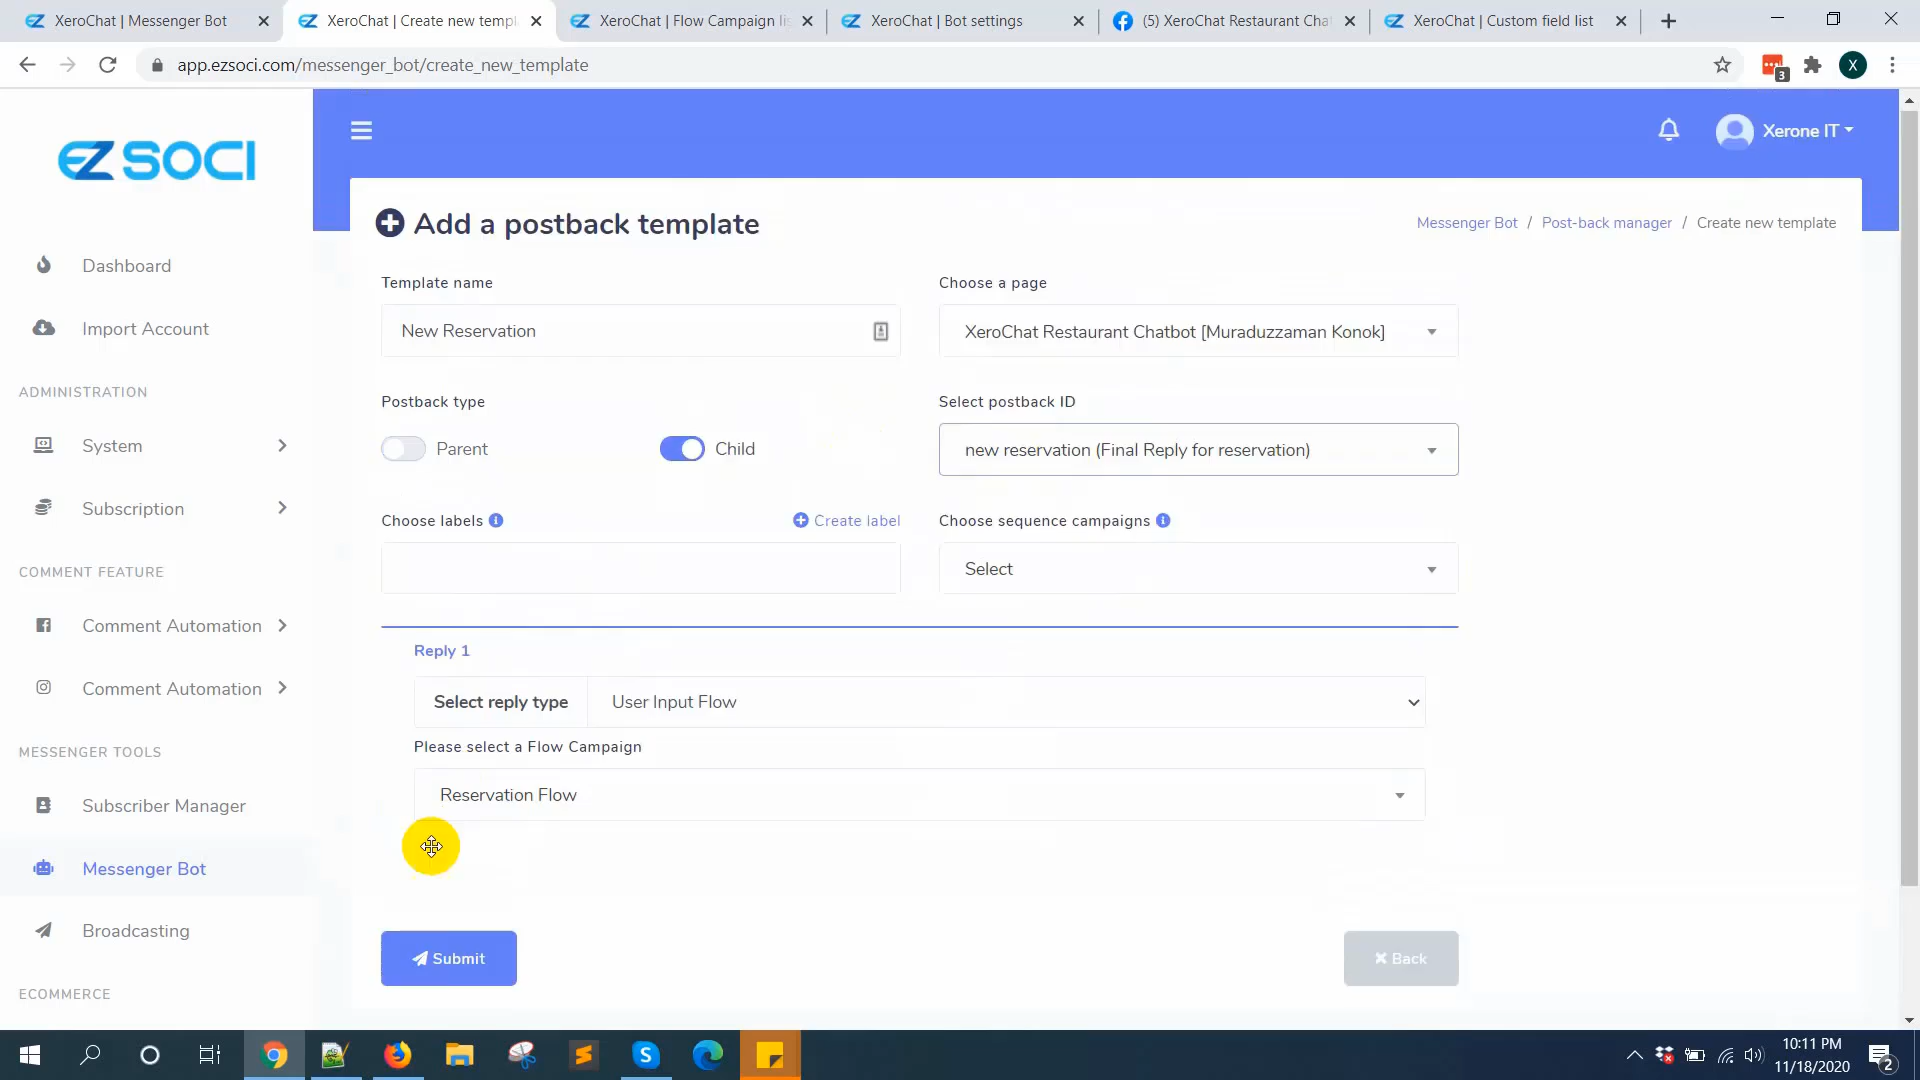 XeroChat | Messenger Bot
XeroChat | Create new templ
XeroChat | Flow Campaign li
XeroChat | Bot settings
(5) XeroChat Restaurant Cha
XeroChat | Custom field list
app.ezsoci.com/messenger_bot/create_new_template
3
X
EZ SOCI
Xerone IT
Dashboard
Import Account
ADMINISTRATION
System
Subscription
COMMENT FEATURE
Comment Automation
Comment Automation
MESSENGER TOOLS
Subscriber Manager
Messenger Bot
Broadcasting
ECOMMERCE
Add a postback template
Messenger Bot / Post-back manager / Create new template
Template name
New Reservation
Choose a page
XeroChat Restaurant Chatbot [Muraduzzaman Konok]
Postback type
Parent
Child
Select postback ID
new reservation (Final Reply for reservation)
Choose labels
Create label
Choose sequence campaigns
Select
Reply 1
Select reply type
User Input Flow
Please select a Flow Campaign
Reservation Flow
Submit
Back
10:11 PM
11/18/2020
2